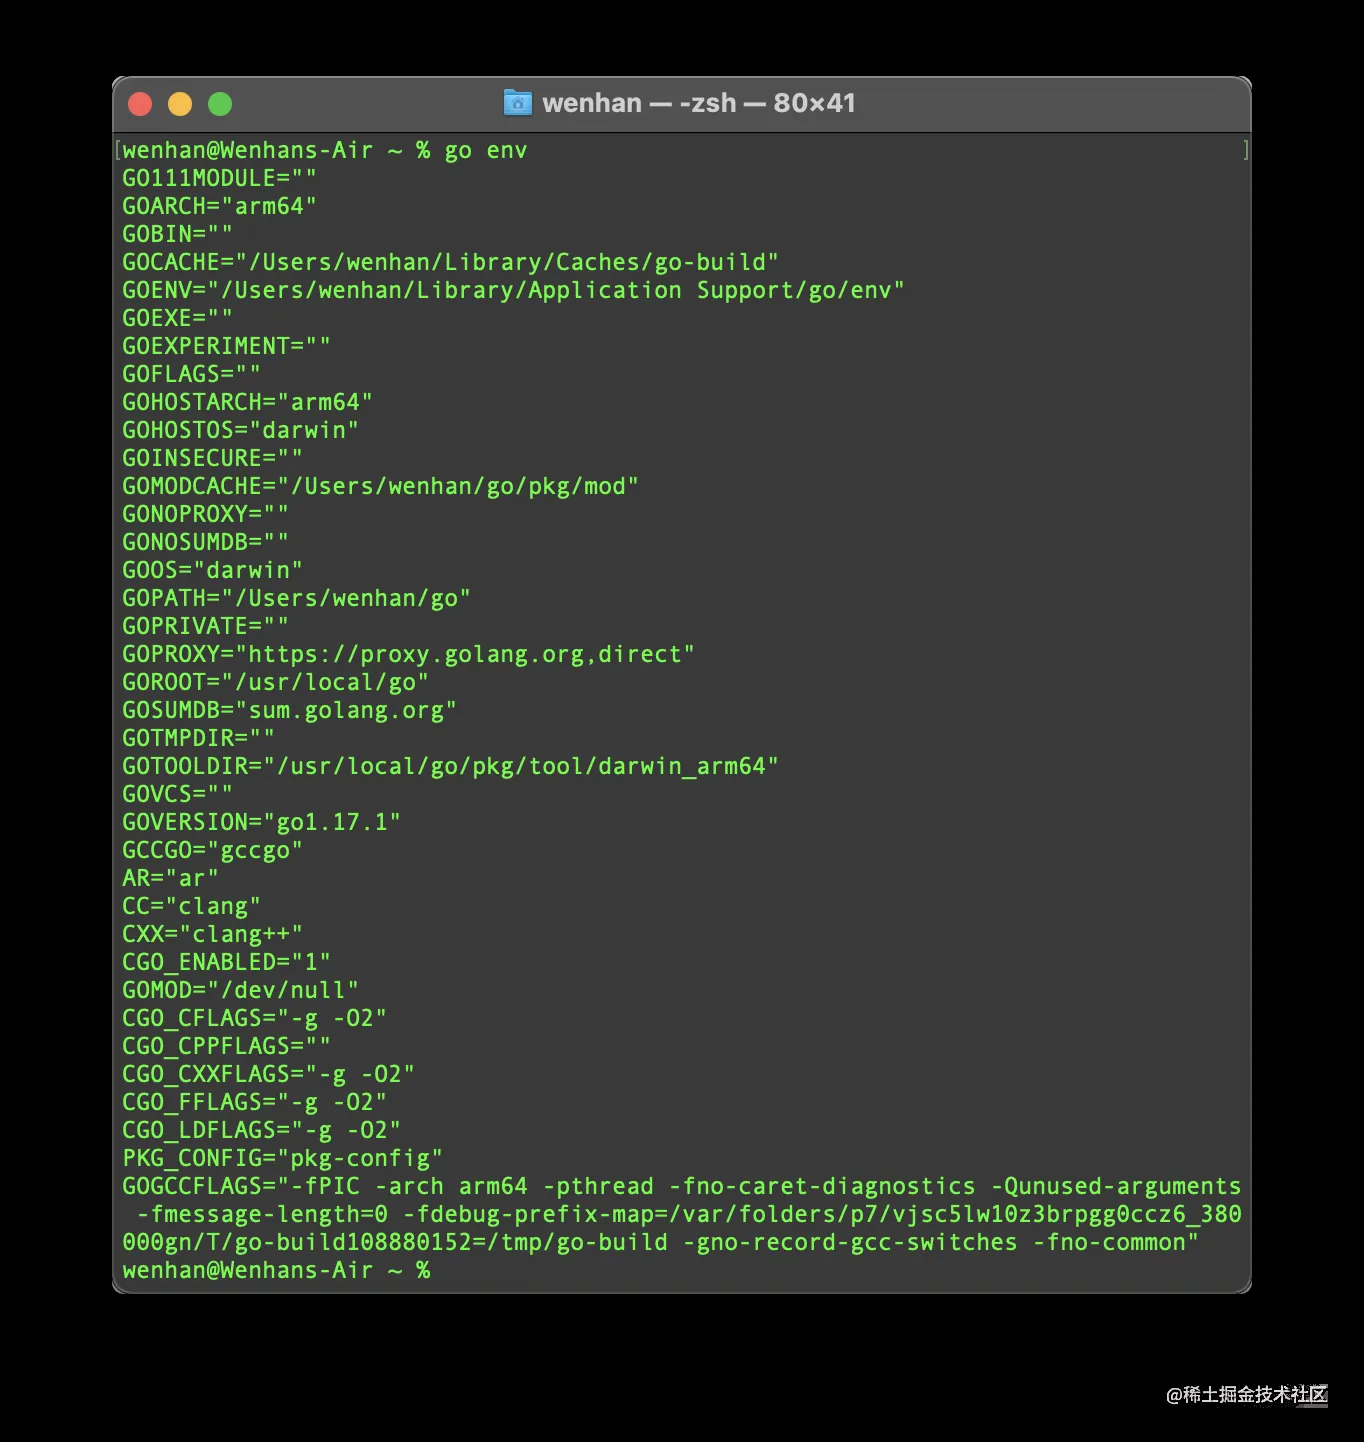 wenhan — -zsh — 80×41
[wenhan@Wenhans-Air ~ % go env ]
GO111MODULE=""
GOARCH="arm64"
GOBIN=""
GOCACHE="/Users/wenhan/Library/Caches/go-build"
GOENV="/Users/wenhan/Library/Application Support/go/env"
GOEXE=""
GOEXPERIMENT=""
GOFLAGS=""
GOHOSTARCH="arm64"
GOHOSTOS="darwin"
GOINSECURE=""
GOMODCACHE="/Users/wenhan/go/pkg/mod"
GONOPROXY=""
GONOSUMDB=""
GOOS="darwin"
GOPATH="/Users/wenhan/go"
GOPRIVATE=""
GOPROXY="https://proxy.golang.org,direct"
GOROOT="/usr/local/go"
GOSUMDB="sum.golang.org"
GOTMPDIR=""
GOTOOLDIR="/usr/local/go/pkg/tool/darwin_arm64"
GOVCS=""
GOVERSION="go1.17.1"
GCCGO="gccgo"
AR="ar"
CC="clang"
CXX="clang++"
CGO_ENABLED="1"
GOMOD="/dev/null"
CGO_CFLAGS="-g -O2"
CGO_CPPFLAGS=""
CGO_CXXFLAGS="-g -O2"
CGO_FFLAGS="-g -O2"
CGO_LDFLAGS="-g -O2"
PKG_CONFIG="pkg-config"
GOGCCFLAGS="-fPIC -arch arm64 -pthread -fno-caret-diagnostics -Qunused-arguments
-fmessage-length=0 -fdebug-prefix-map=/var/folders/p7/vjsc5lw10z3brpgg0ccz6_380
000gn/T/go-build108880152=/tmp/go-build -gno-record-gcc-switches -fno-common"
wenhan@Wenhans-Air ~ %
@稀土掘金技术社区